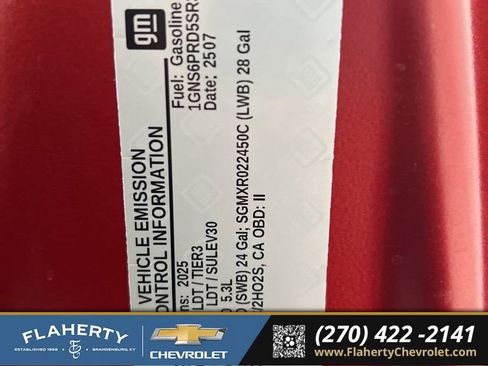 gm
Fuel: Gasoline
1GNS6PRD5SR
Date: 2507
VEHICLE EMISSION
CONTROL INFORMATION
2025
LDT / TIER3
LDT / SULEV30
5.3L
(SWB) 24 Gal; SGMXR022450C (LWB) 28 Gal
/2HO2S, CA OBD: II
FLAHERTY
ESTABLISHED 1996
BRANDENBURG, KY
CHEVROLET
(270) 422 -2141
www.FlahertyChevrolet.com